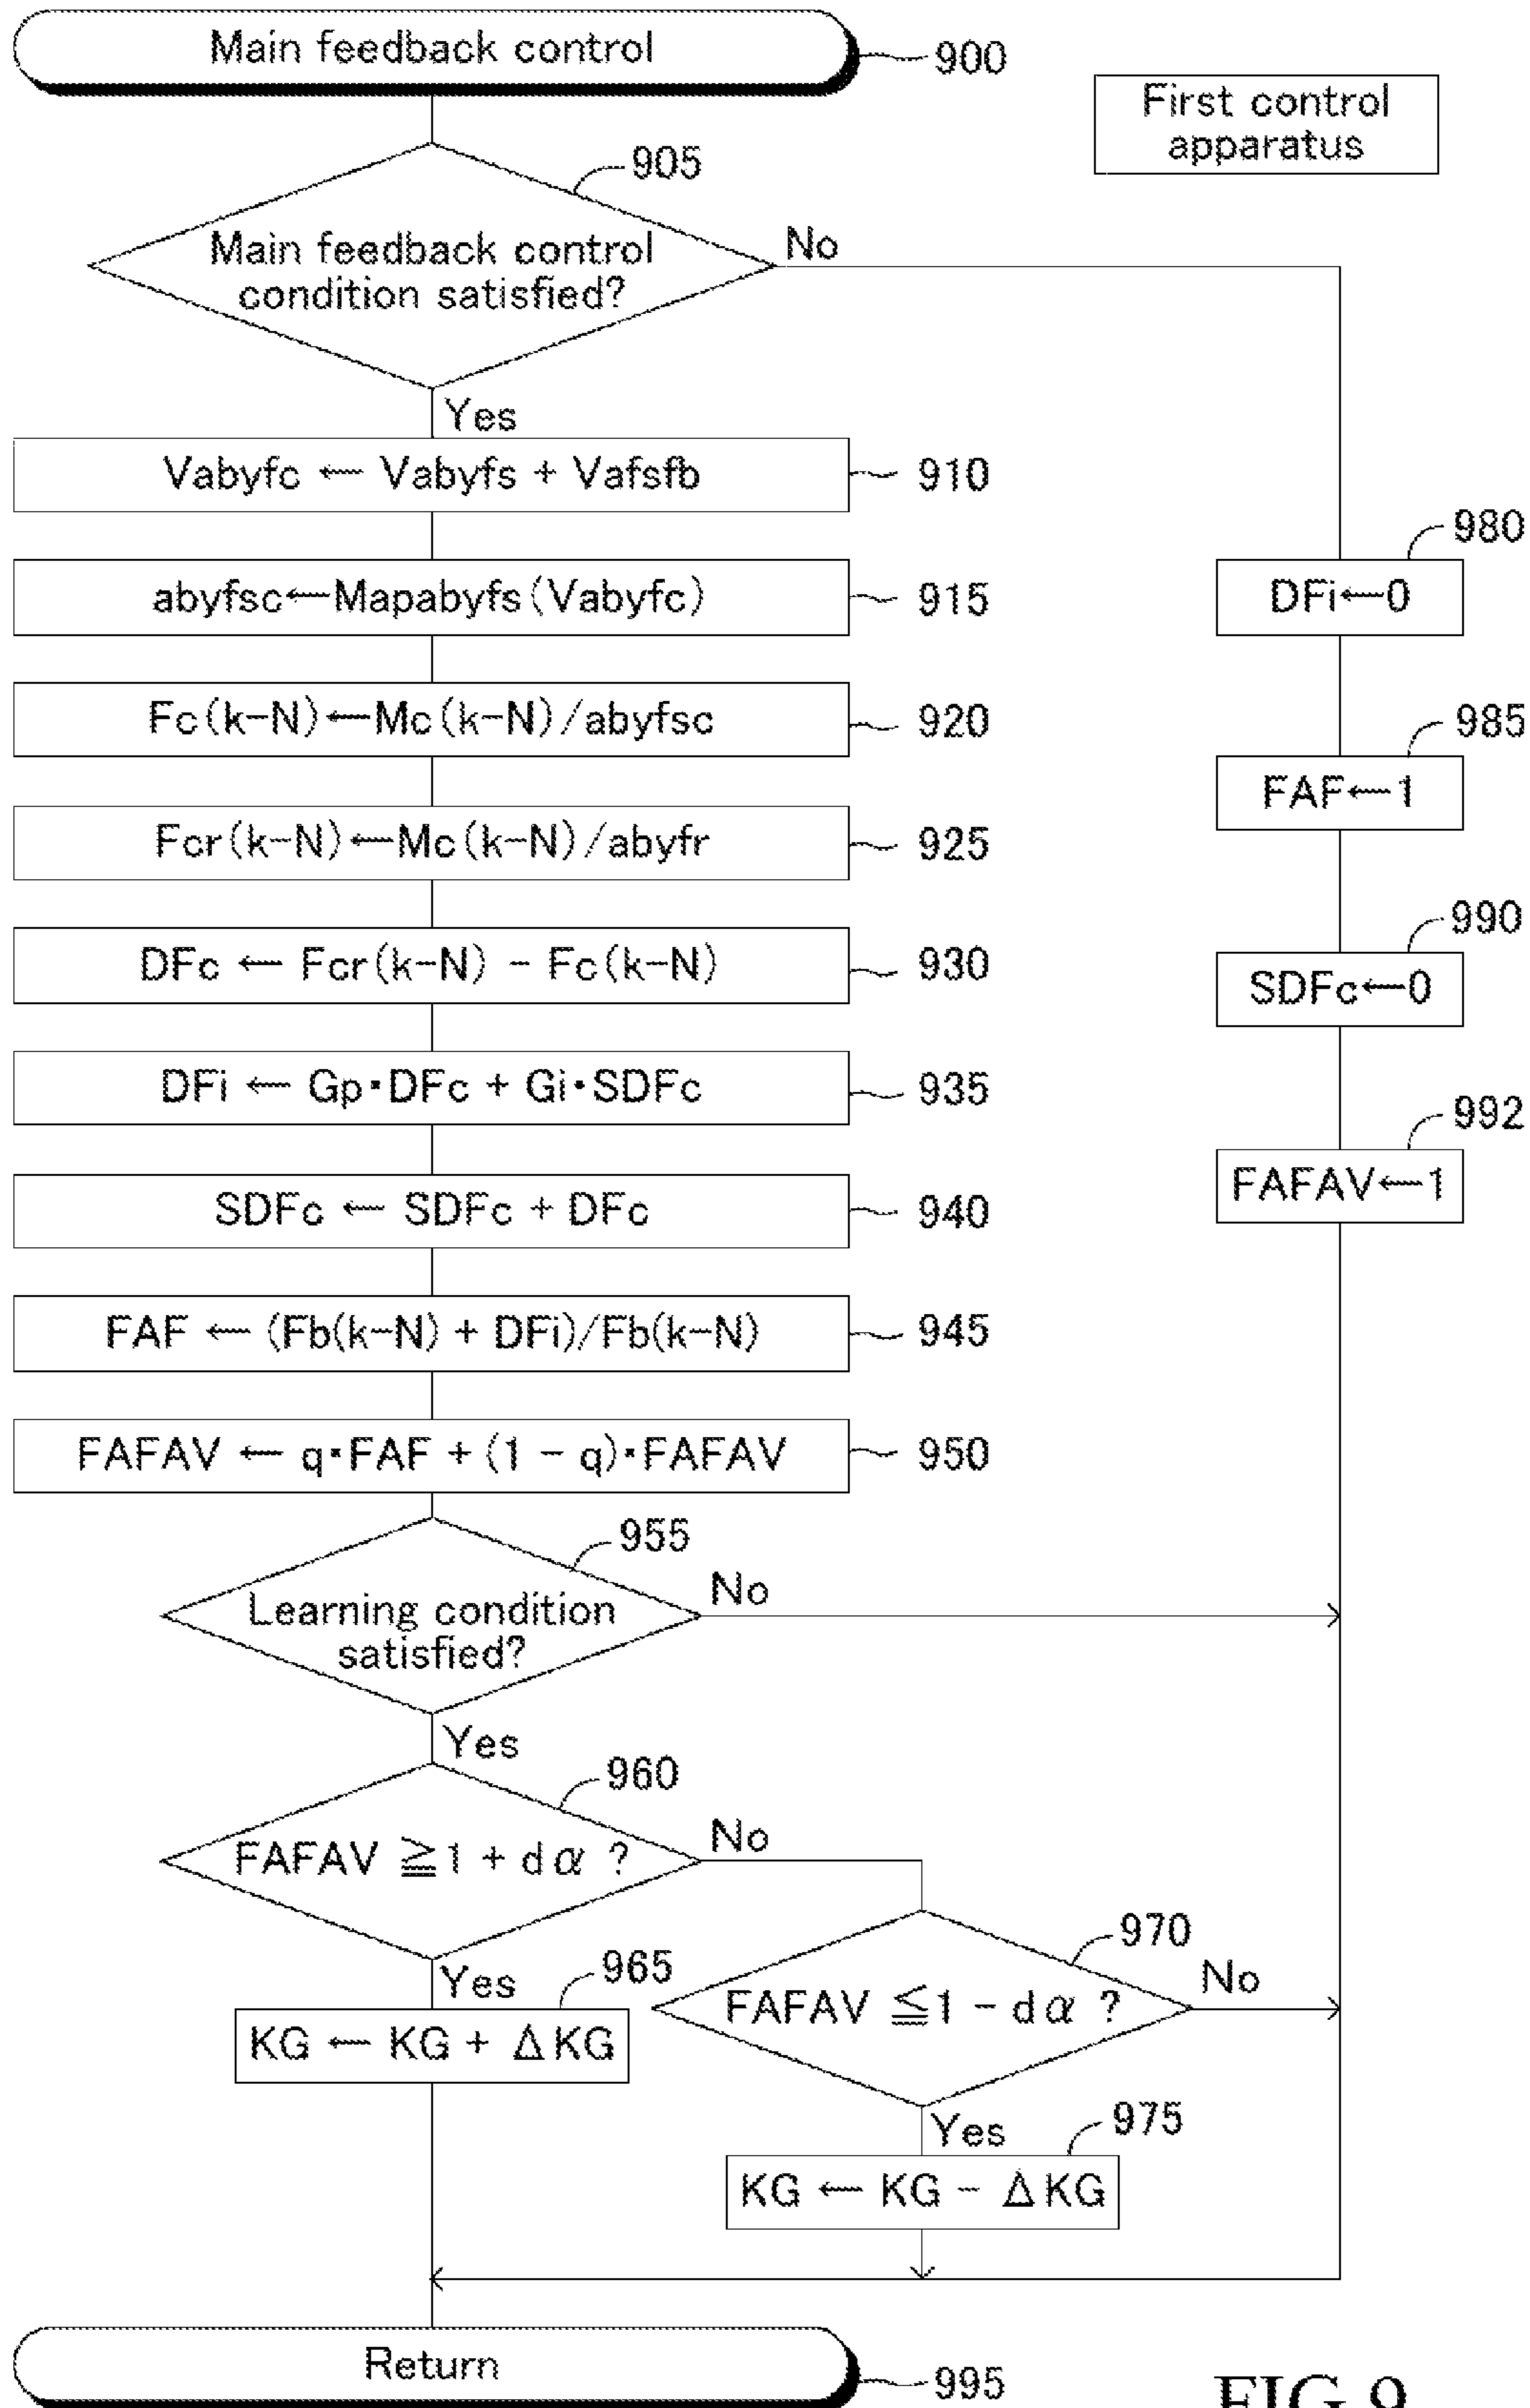 Main feedback control
900
First control
apparatus
905
Main feedback control
condition satisfied?
No
Yes
Vabyfc ← Vabyfs + Vafsfb
910
abyfsc←Mapabyfs(Vabyfc)
915
Fc(k-N)←Mc(k-N)/abyfsc
920
Fcr(k-N)←Mc(k-N)/abyfr
925
DFc ← Fcr(k-N) - Fc(k-N)
930
DFi ← Gp·DFc + Gi·SDFc
935
SDFc ← SDFc + DFc
940
FAF ← (Fb(k-N) + DFi)/Fb(k-N)
945
FAFAV ← q·FAF + (1 - q)·FAFAV
950
980
DFi←0
985
FAF←1
990
SDFc←0
992
FAFAV←1
955
Learning condition
satisfied?
No
Yes
960
FAFAV ≧1 + dα ?
No
Yes
965
KG ← KG + ΔKG
970
FAFAV ≦1 - dα ?
No
Yes
975
KG ← KG - ΔKG
Return
995
FIG.9